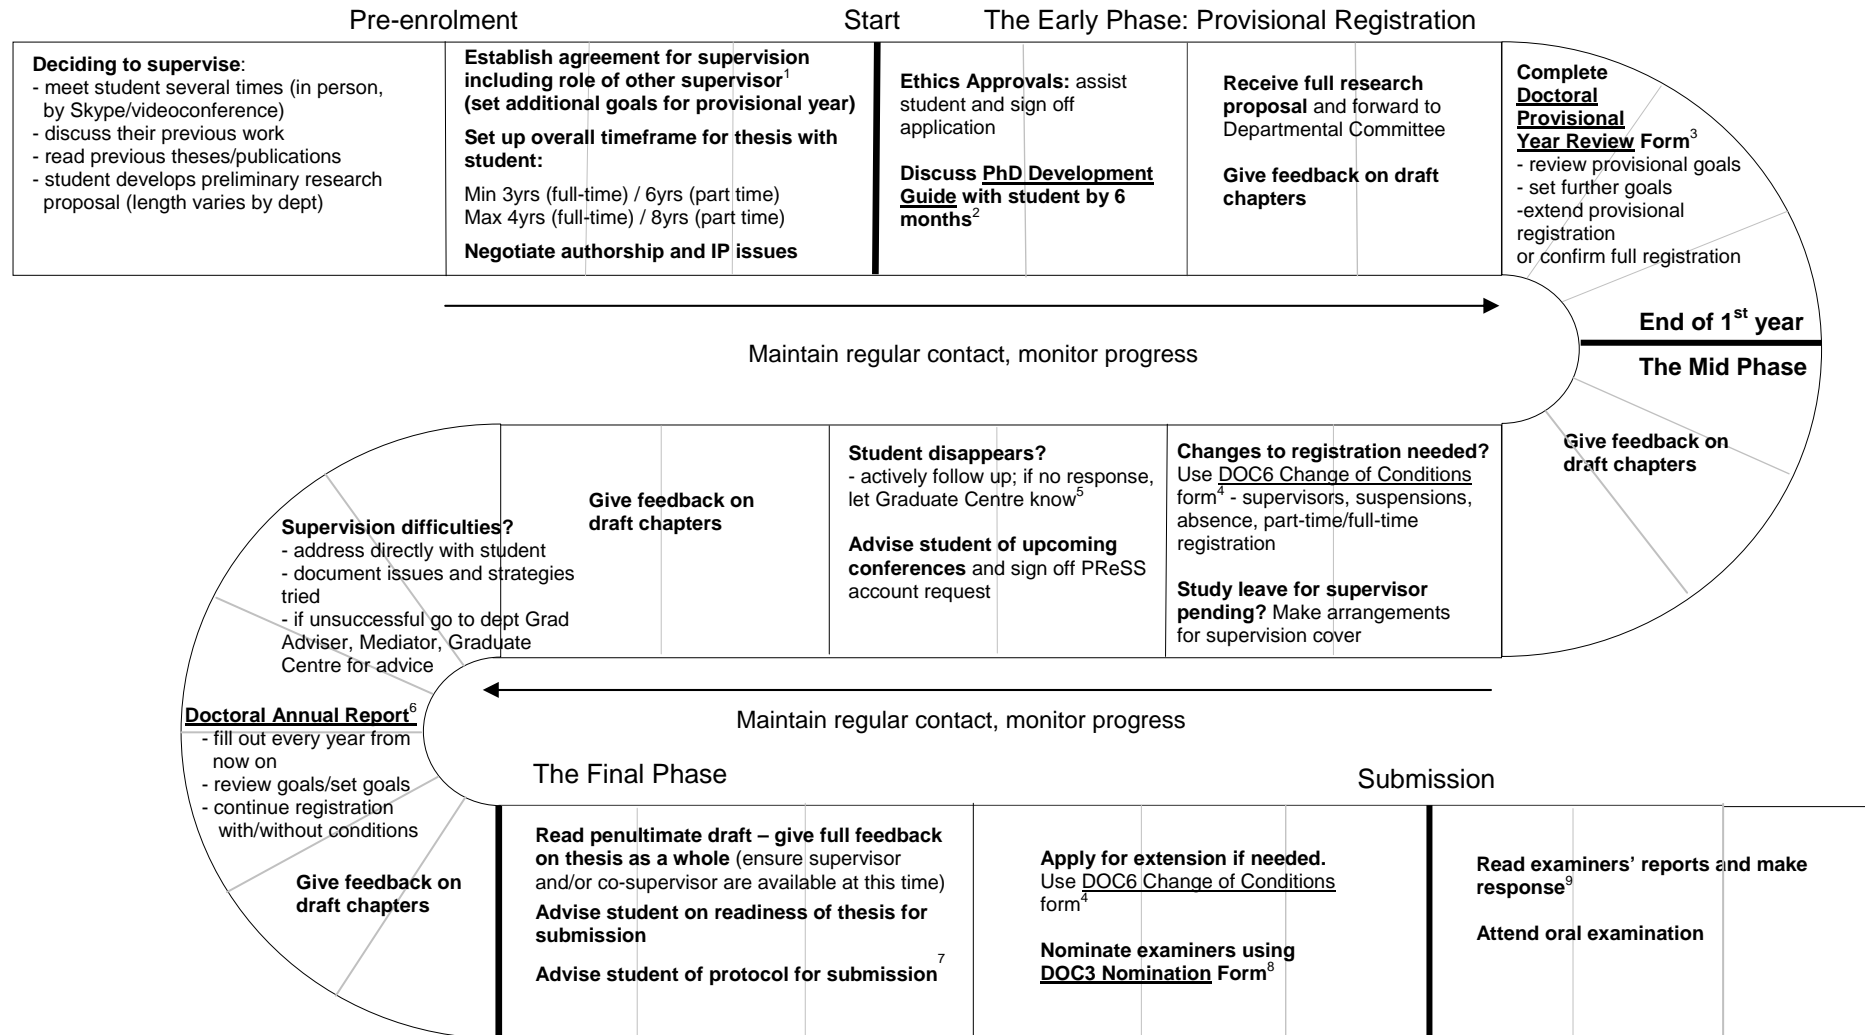 Pre-enrolment
Start
The Early Phase: Provisional Registration
Deciding to supervise:
- meet student several times (in person,
by Skype/videoconference)
- discuss their previous work
- read previous theses/publications
- student develops preliminary research
proposal (length varies by dept)
Establish agreement for supervision
including role of other supervisor1
(set additional goals for provisional year)
Set up overall timeframe for thesis with
student:
Min 3yrs (full-time) / 6yrs (part time)
Max 4yrs (full-time) / 8yrs (part time)
Negotiate authorship and IP issues
Ethics Approvals: assist
student and sign off
application
Discuss PhD Development
Guide with student by 6
months2
Receive full research
proposal and forward to
Departmental Committee
Give feedback on draft
chapters
Complete
Doctoral
Provisional
Year Review Form3
- review provisional goals
- set further goals
-extend provisional
registration
or confirm full registration
End of 1st year
Maintain regular contact, monitor progress
The Mid Phase
Give feedback on
draft chapters
Changes to registration needed?
Use DOC6 Change of Conditions
form4 - supervisors, suspensions,
absence, part-time/full-time
registration
Study leave for supervisor
pending? Make arrangements
for supervision cover
Student disappears?
- actively follow up; if no response,
let Graduate Centre know5
Advise student of upcoming
conferences and sign off PReSS
account request
Give feedback on
draft chapters
Supervision difficulties?
- address directly with student
- document issues and strategies
tried
- if unsuccessful go to dept Grad
Adviser, Mediator, Graduate
Centre for advice
Maintain regular contact, monitor progress
Doctoral Annual Report6
- fill out every year from
now on
- review goals/set goals
- continue registration
with/without conditions
Give feedback on
draft chapters
The Final Phase
Submission
Read penultimate draft – give full feedback
on thesis as a whole (ensure supervisor
and/or co-supervisor are available at this time)
Advise student on readiness of thesis for
submission
Advise student of protocol for submission7
Apply for extension if needed.
Use DOC6 Change of Conditions
form4
Nominate examiners using
DOC3 Nomination Form8
Read examiners’ reports and make
response9
Attend oral examination